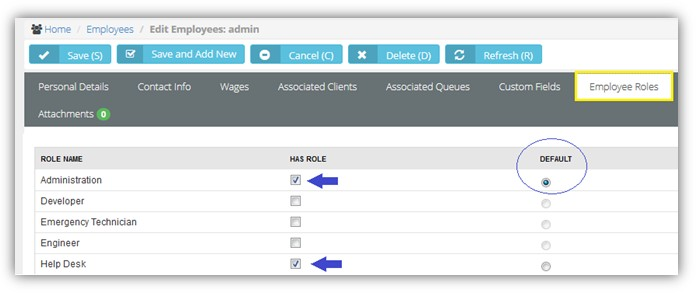 Home / Employees / Edit Employees: admin
Save (S) Save and Add New Cancel (C) Delete (D) Refresh (R)
Personal Details Contact Info Wages Associated Clients Associated Queues Custom Fields Employee Roles
Attachments 0
ROLE NAME HAS ROLE DEFAULT
Administration
Developer
Emergency Technician
Engineer
Help Desk